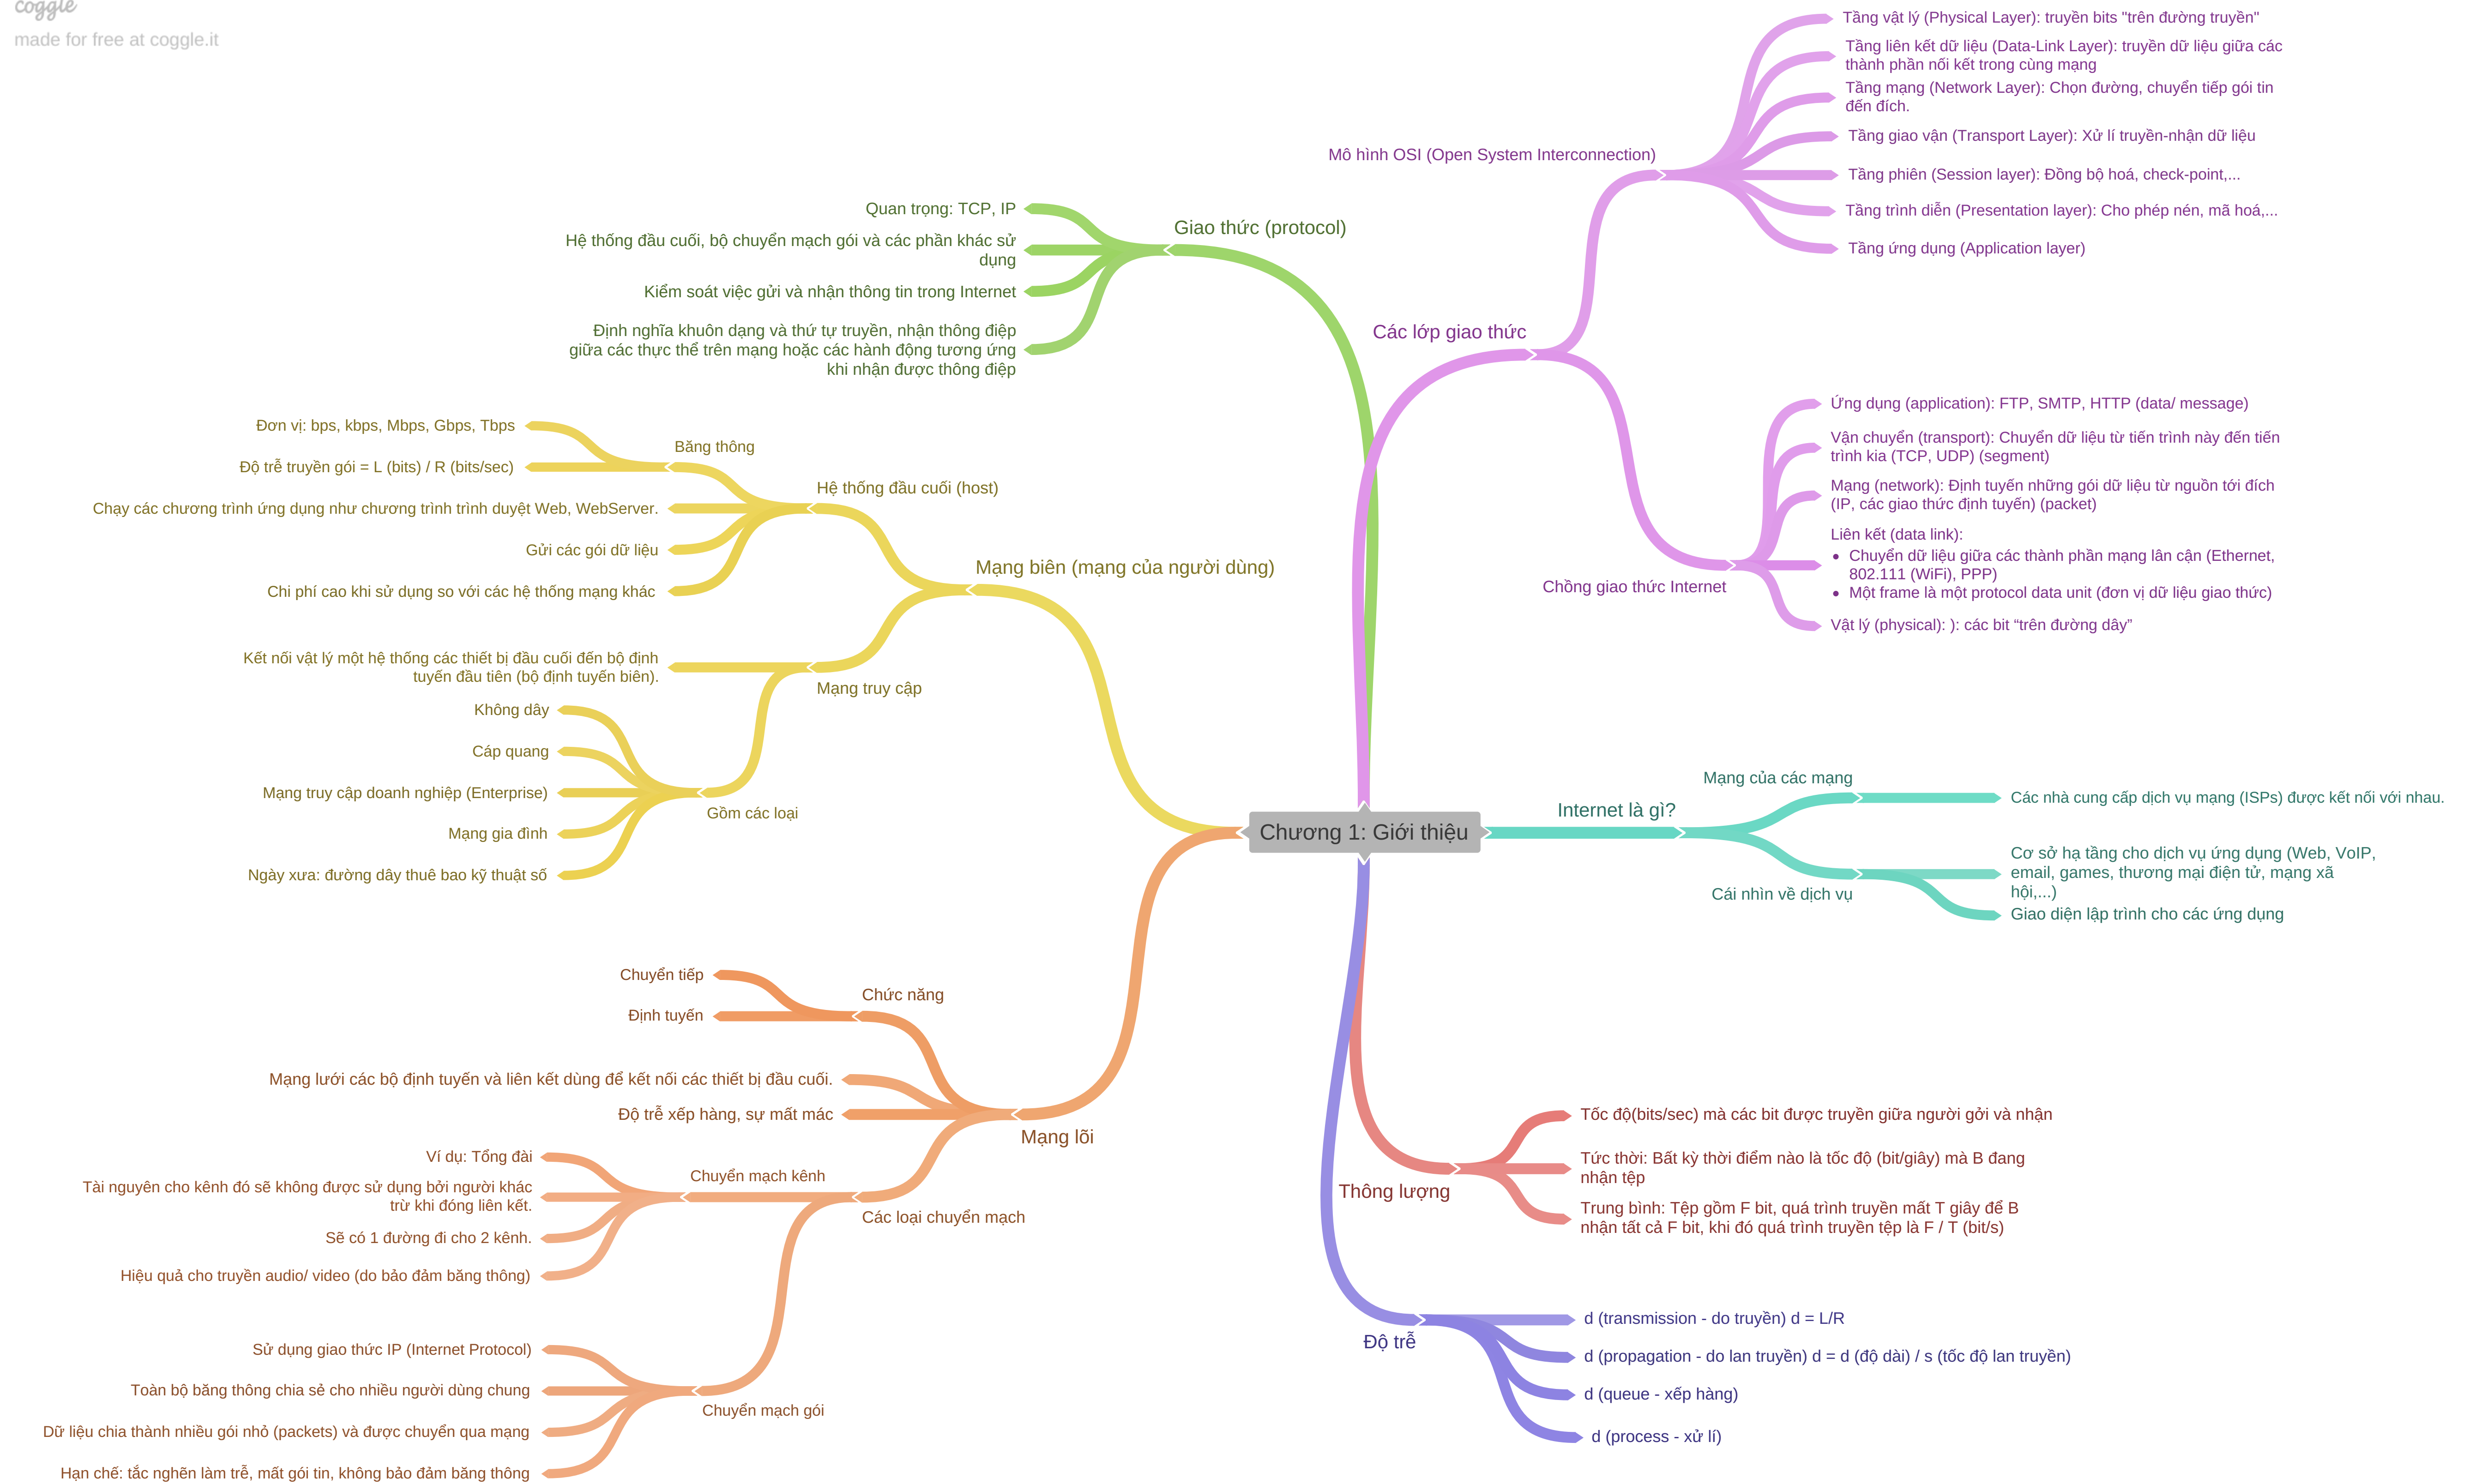 coggle
made for free at coggle.it
Chương 1: Giới thiệu
Giao thức (protocol)
Quan trọng: TCP, IP
Hệ thống đầu cuối, bộ chuyển mạch gói và các phần khác sử
dụng
Kiểm soát việc gửi và nhận thông tin trong Internet
Định nghĩa khuôn dạng và thứ tự truyền, nhận thông điệp
giữa các thực thể trên mạng hoặc các hành động tương ứng
khi nhận được thông điệp
Mạng biên (mạng của người dùng)
Hệ thống đầu cuối (host)
Băng thông
Đơn vị: bps, kbps, Mbps, Gbps, Tbps
Độ trễ truyền gói = L (bits) / R (bits/sec)
Chạy các chương trình ứng dụng như chương trình trình duyệt Web, WebServer.
Gửi các gói dữ liệu
Chi phí cao khi sử dụng so với các hệ thống mạng khác
Mạng truy cập
Kết nối vật lý một hệ thống các thiết bị đầu cuối đến bộ định
tuyến đầu tiên (bộ định tuyến biên).
Gồm các loại
Không dây
Cáp quang
Mạng truy cập doanh nghiệp (Enterprise)
Mạng gia đình
Ngày xưa: đường dây thuê bao kỹ thuật số
Mạng lõi
Chức năng
Chuyển tiếp
Định tuyến
Mạng lưới các bộ định tuyến và liên kết dùng để kết nối các thiết bị đầu cuối.
Độ trễ xếp hàng, sự mất mác
Các loại chuyển mạch
Chuyển mạch kênh
Ví dụ: Tổng đài
Tài nguyên cho kênh đó sẽ không được sử dụng bởi người khác
trừ khi đóng liên kết.
Sẽ có 1 đường đi cho 2 kênh.
Hiệu quả cho truyền audio/ video (do bảo đảm băng thông)
Chuyển mạch gói
Sử dụng giao thức IP (Internet Protocol)
Toàn bộ băng thông chia sẻ cho nhiều người dùng chung
Dữ liệu chia thành nhiều gói nhỏ (packets) và được chuyển qua mạng
Hạn chế: tắc nghẽn làm trễ, mất gói tin, không bảo đảm băng thông
Các lớp giao thức
Mô hình OSI (Open System Interconnection)
Tầng vật lý (Physical Layer): truyền bits "trên đường truyền"
Tầng liên kết dữ liệu (Data-Link Layer): truyền dữ liệu giữa các
thành phần nối kết trong cùng mạng
Tầng mạng (Network Layer): Chọn đường, chuyển tiếp gói tin
đến đích.
Tầng giao vận (Transport Layer): Xử lí truyền-nhận dữ liệu
Tầng phiên (Session layer): Đồng bộ hoá, check-point,...
Tầng trình diễn (Presentation layer): Cho phép nén, mã hoá,...
Tầng ứng dụng (Application layer)
Chồng giao thức Internet
Ứng dụng (application): FTP, SMTP, HTTP (data/ message)
Vận chuyển (transport): Chuyển dữ liệu từ tiến trình này đến tiến
trình kia (TCP, UDP) (segment)
Mạng (network): Định tuyến những gói dữ liệu từ nguồn tới đích
(IP, các giao thức định tuyến) (packet)
Liên kết (data link):
• Chuyển dữ liệu giữa các thành phần mạng lân cận (Ethernet,
802.111 (WiFi), PPP)
• Một frame là một protocol data unit (đơn vị dữ liệu giao thức)
Vật lý (physical): ): các bit “trên đường dây”
Internet là gì?
Mạng của các mạng
Các nhà cung cấp dịch vụ mạng (ISPs) được kết nối với nhau.
Cái nhìn về dịch vụ
Cơ sở hạ tầng cho dịch vụ ứng dụng (Web, VoIP,
email, games, thương mại điện tử, mạng xã
hội,...)
Giao diện lập trình cho các ứng dụng
Thông lượng
Tốc độ(bits/sec) mà các bit được truyền giữa người gởi và nhận
Tức thời: Bất kỳ thời điểm nào là tốc độ (bit/giây) mà B đang
nhận tệp
Trung bình: Tệp gồm F bit, quá trình truyền mất T giây để B
nhận tất cả F bit, khi đó quá trình truyền tệp là F / T (bit/s)
Độ trễ
d (transmission - do truyền) d = L/R
d (propagation - do lan truyền) d = d (độ dài) / s (tốc độ lan truyền)
d (queue - xếp hàng)
d (process - xử lí)